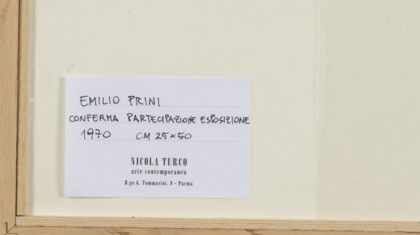 EMILIO PRINI
CONFERMA PARTECIPAZIONE ESPOSIZIONE
1970 CM 25×50
NICOLA TURCO
arte contemporanea
B.go G. Tommasini, 9 - Parma